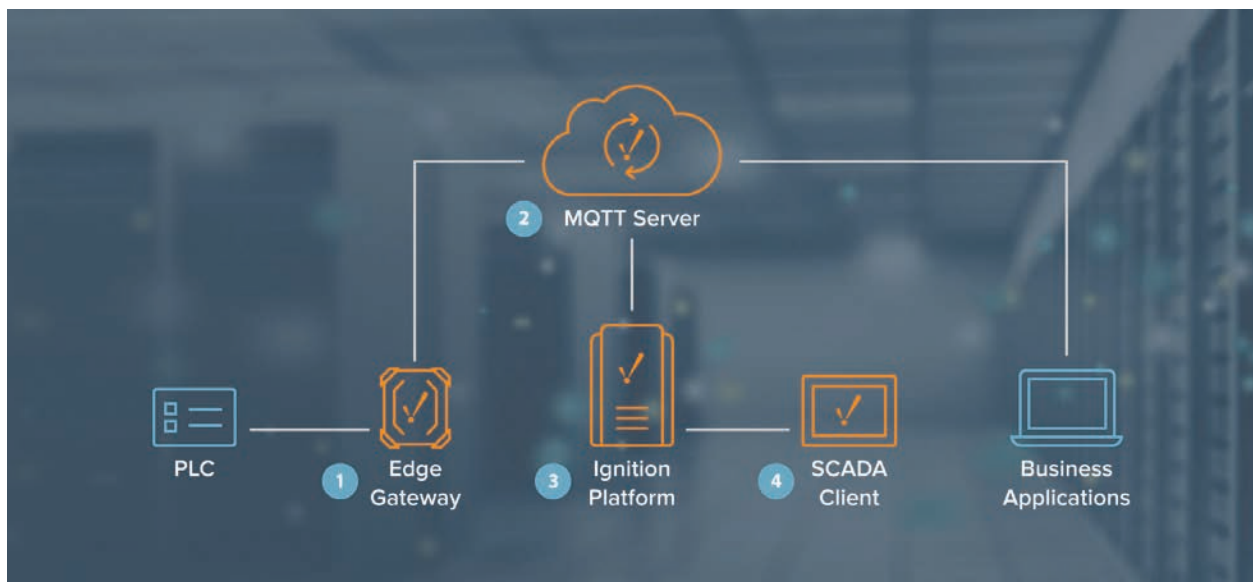 2 MQTT Server
PLC
1 Edge
Gateway
3 Ignition
Platform
4 SCADA
Client
Business
Applications